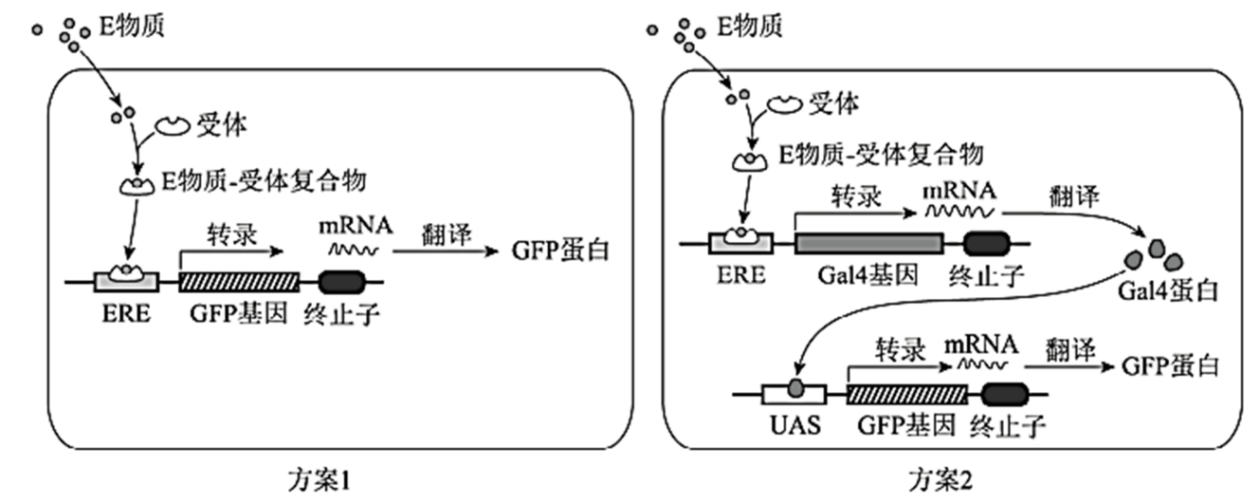 E物质
受体
E物质-受体复合物
转录
mRNA
翻译
GFP蛋白
ERE
GFP基因
终止子
方案1
E物质
受体
E物质-受体复合物
转录
mRNA
翻译
ERE
Gal4基因
终止子
Gal4蛋白
转录
mRNA
翻译
GFP蛋白
UAS
GFP基因
终止子
方案2